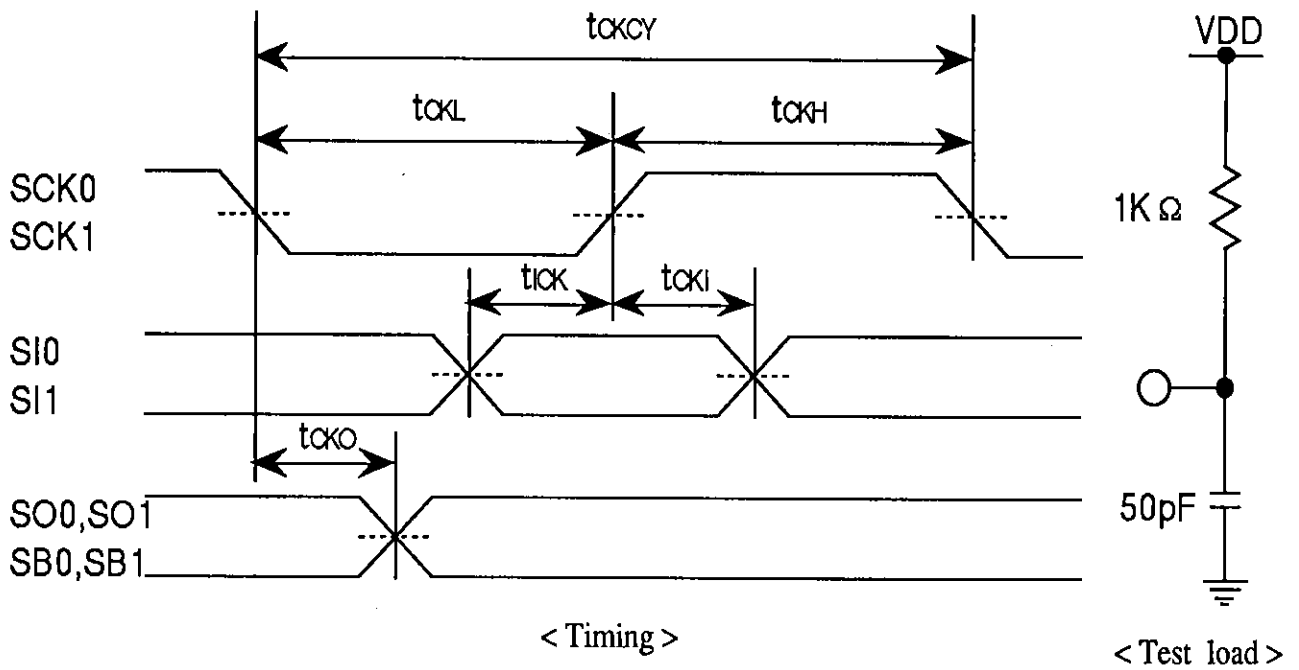 tCKCY
VDD
tCKL
tCKH
SCK0
SCK1
1KΩ
tICK
tCKi
SI0
SI1
tCKO
SO0,SO1
SB0,SB1
50pF
< Timing >
< Test load >